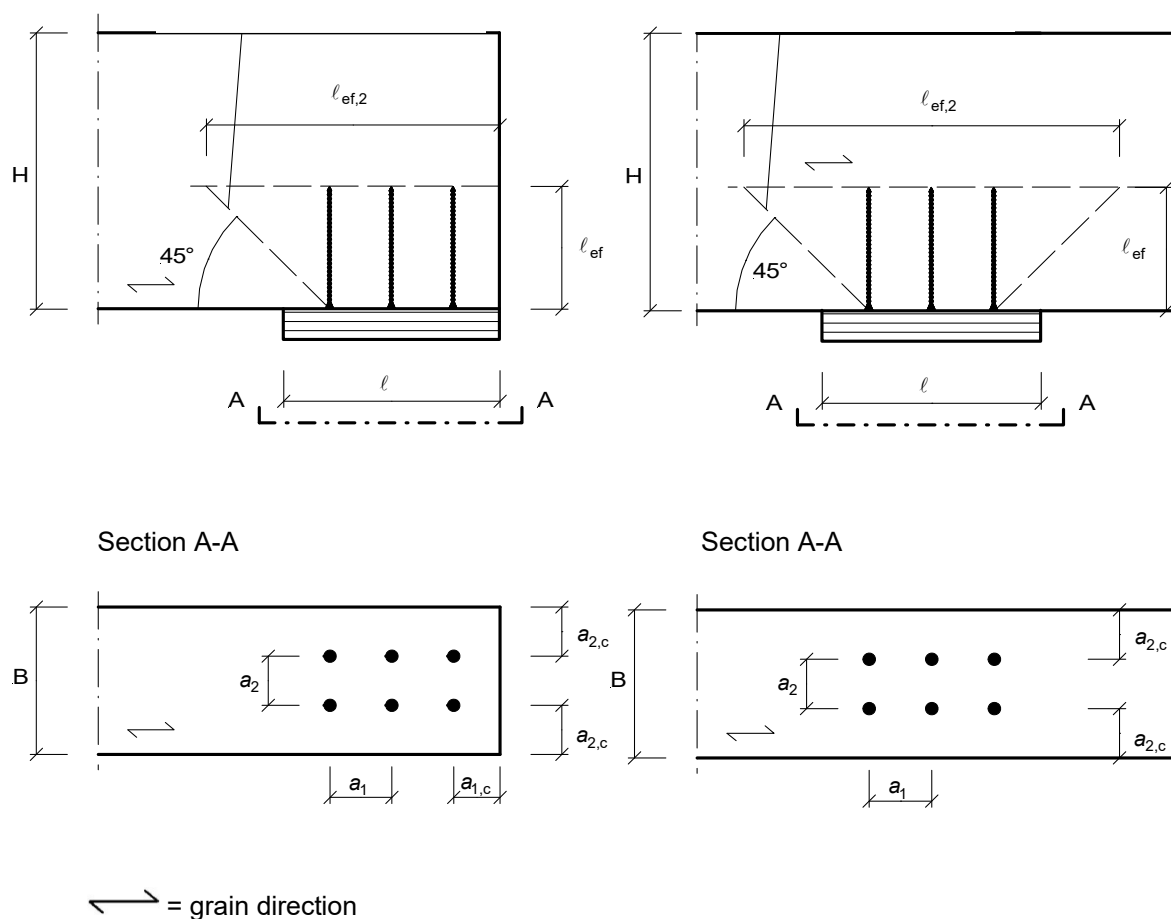 ℓef,2
ℓef,2
H
H
ℓef
ℓef
45°
45°
ℓ
ℓ
A
A
A
A
Section A-A
Section A-A
a2,c
a2,c
B
a2
B
a2
a2,c
a2,c
a1
a1,c
a1
= grain direction